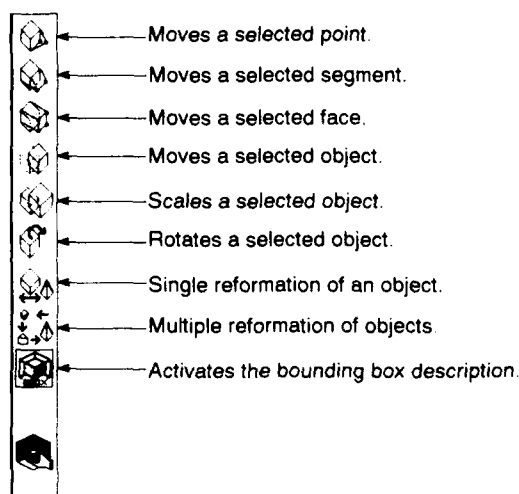 Moves a selected point.
Moves a selected segment.
Moves a selected face.
Moves a selected object.
Scales a selected object.
Rotates a selected object.
Single reformation of an object.
Multiple reformation of objects.
Activates the bounding box description.